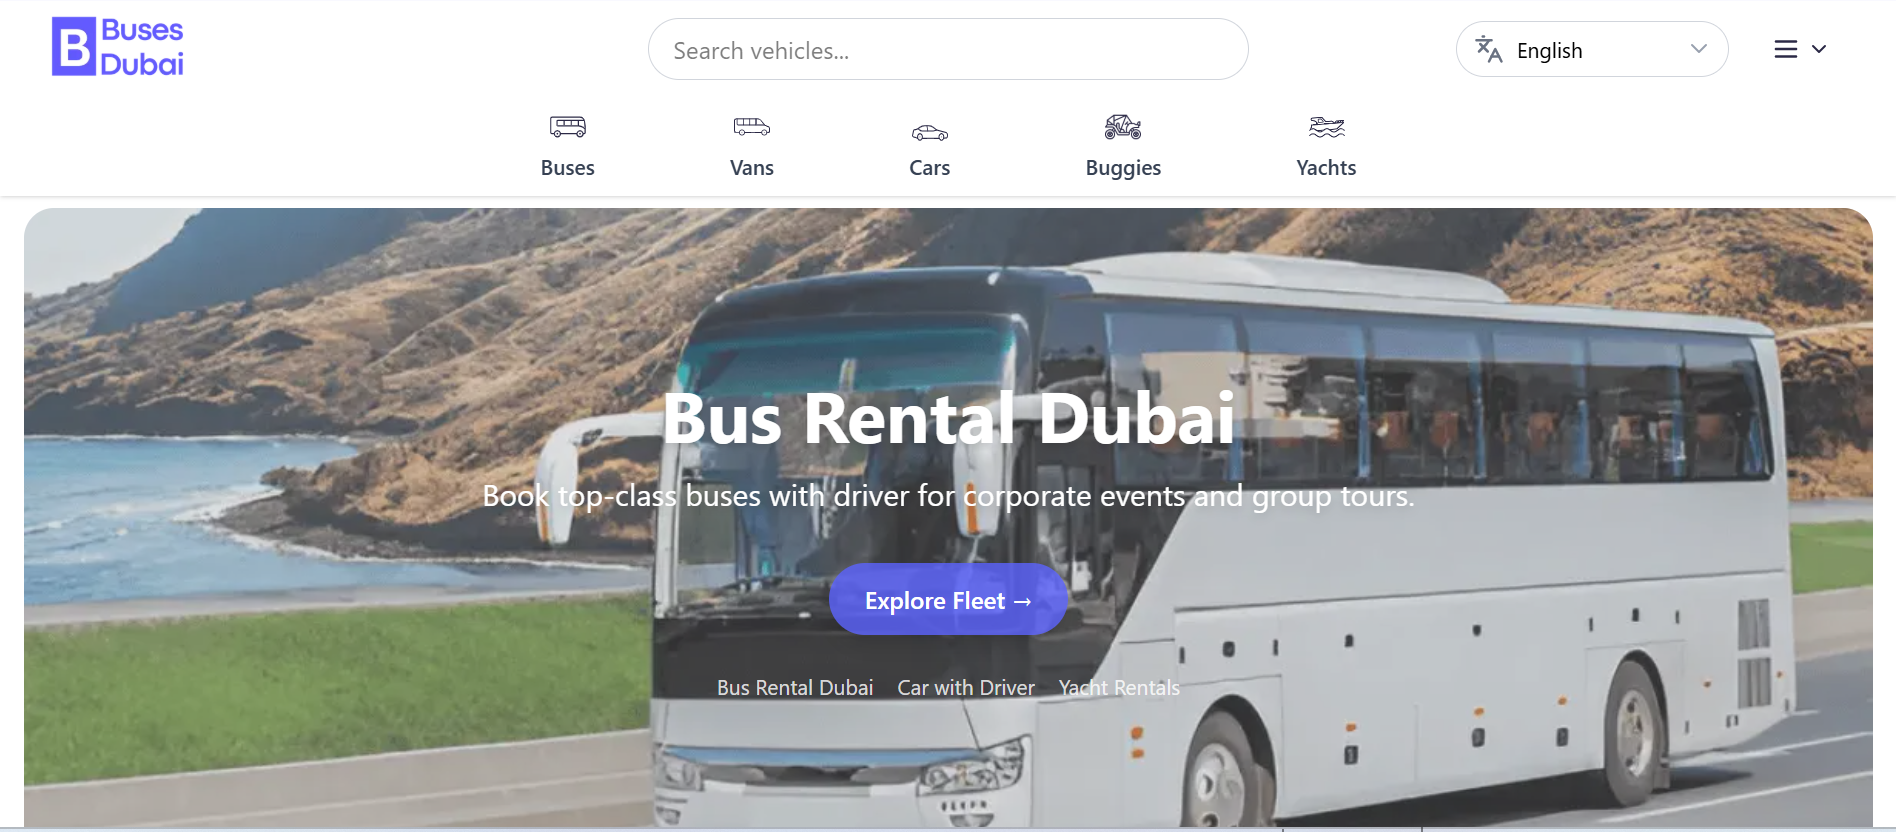 B Buses
Dubai
Search vehicles...
English
Buses
Vans
Cars
Buggies
Yachts
Bus Rental Dubai
Book top-class buses with driver for corporate events and group tours.
Explore Fleet →
Bus Rental Dubai
Car with Driver
Yacht Rentals